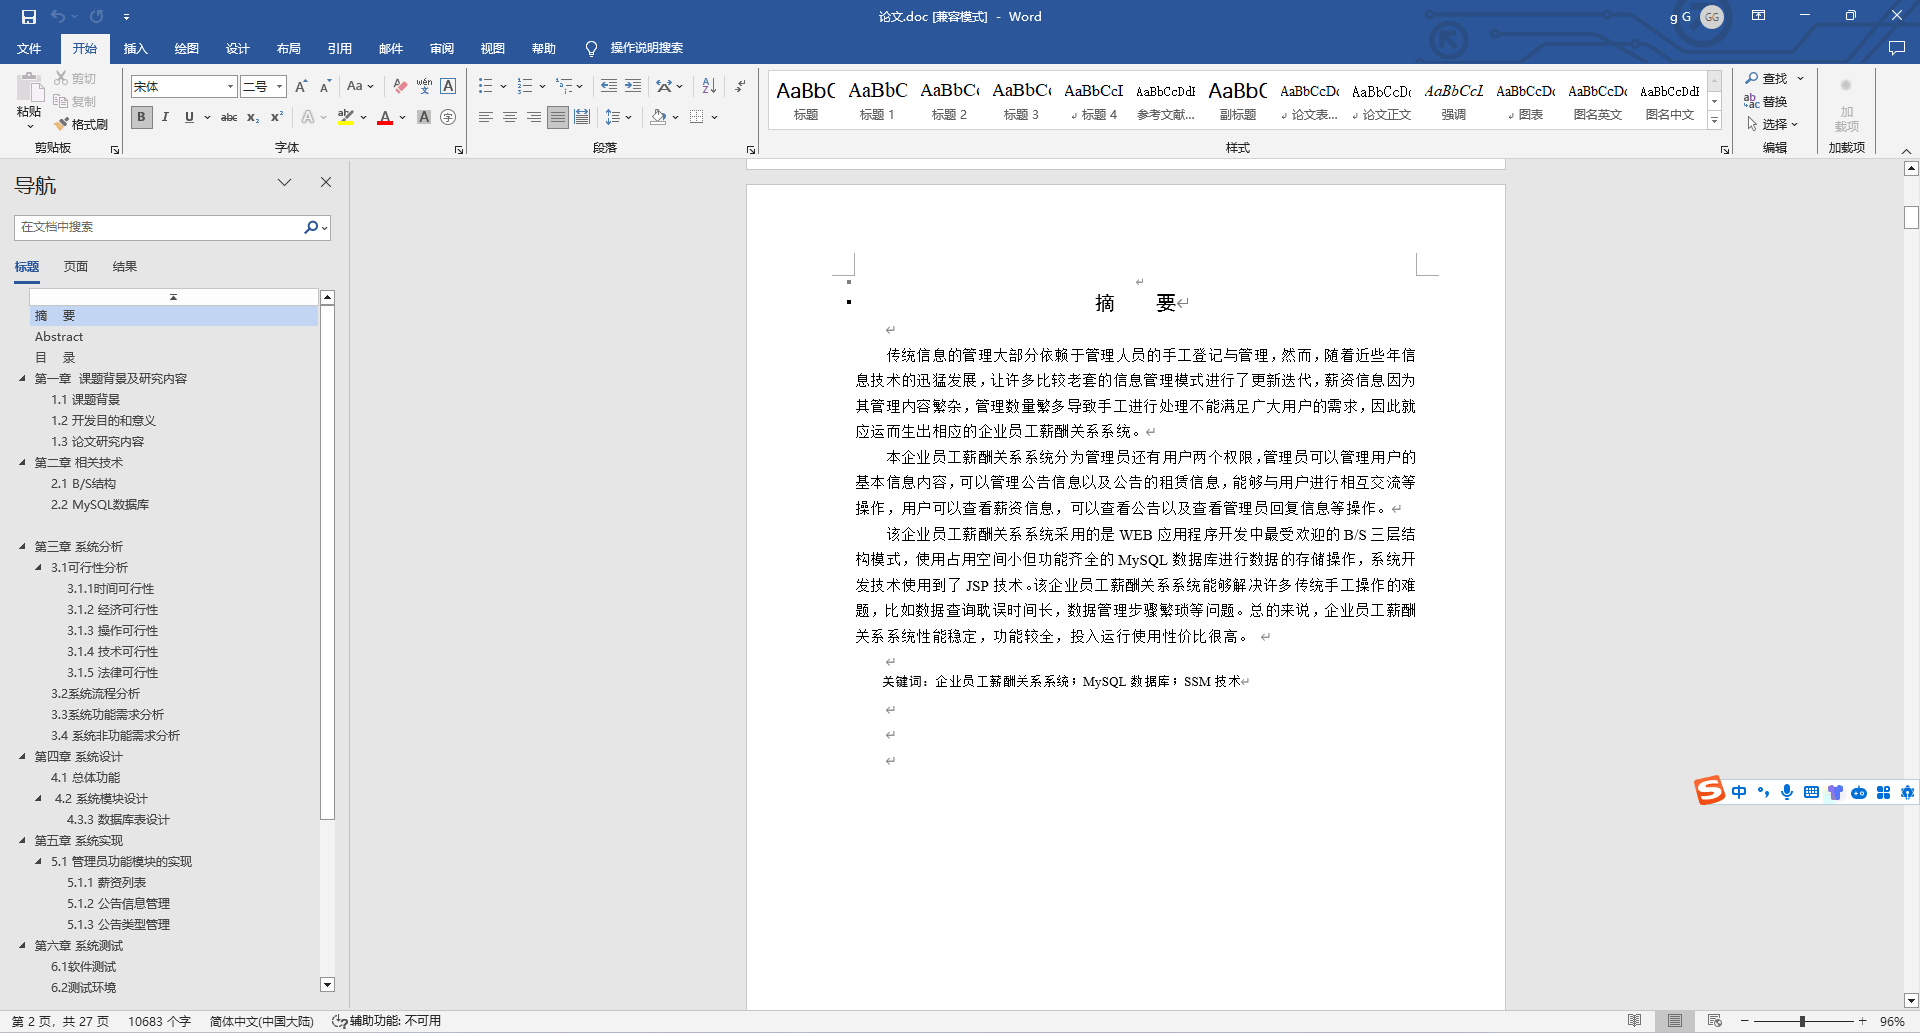 论文.doc [兼容模式] - Word
g G GG
文件 开始 插入 绘图 设计 布局 引用 邮件 审阅 视图 帮助 操作说明搜索
粘贴
剪切
复制
格式刷
剪贴板
宋体 二号
Aa wén 文 A
B I U abc x₂ x² A ab A A 字
字体
段落
AaBbC 标题
AaBbC 标题 1
AaBbC 标题 2
AaBbC 标题 3
AaBbCcI 标题 4
AaBbCcDdE 参考文献...
AaBbC 副标题
AaBbCcDc 论文表...
AaBbCcDc 论文正文
AaBbCcL 强调
AaBbCcDc 图表
AaBbCcDc 图名英文
AaBbCcDdE 图名中文
样式
查找
替换
选择
编辑
加载项
加载项
导航
在文档中搜索
标题 页面 结果
摘 要
Abstract
目 录
第一章 课题背景及研究内容
1.1 课题背景
1.2 开发目的和意义
1.3 论文研究内容
第二章 相关技术
2.1 B/S结构
2.2 MySQL数据库
第三章 系统分析
3.1可行性分析
3.1.1时间可行性
3.1.2 经济可行性
3.1.3 操作可行性
3.1.4 技术可行性
3.1.5 法律可行性
3.2系统流程分析
3.3系统功能需求分析
3.4 系统非功能需求分析
第四章 系统设计
4.1 总体功能
4.2 系统模块设计
4.3.3 数据库表设计
第五章 系统实现
5.1 管理员功能模块的实现
5.1.1 薪资列表
5.1.2 公告信息管理
5.1.3 公告类型管理
第六章 系统测试
6.1软件测试
6.2测试环境
摘 要
传统信息的管理大部分依赖于管理人员的手工登记与管理，然而，随着近些年信
息技术的迅猛发展，让许多比较老套的信息管理模式进行了更新迭代，薪资信息因为
其管理内容繁杂，管理数量繁多导致手工进行处理不能满足广大用户的需求，因此就
应运而生出相应的企业员工薪酬关系系统。
本企业员工薪酬关系系统分为管理员还有用户两个权限，管理员可以管理用户的
基本信息内容，可以管理公告信息以及公告的租赁信息，能够与用户进行相互交流等
操作，用户可以查看薪资信息，可以查看公告以及查看管理员回复信息等操作。
该企业员工薪酬关系系统采用的是 WEB 应用程序开发中最受欢迎的 B/S 三层结
构模式，使用占用空间小但功能齐全的 MySQL 数据库进行数据的存储操作，系统开
发技术使用到了 JSP 技术。该企业员工薪酬关系系统能够解决许多传统手工操作的难
题，比如数据查询耽误时间长，数据管理步骤繁琐等问题。总的来说，企业员工薪酬
关系系统性能稳定，功能较全，投入运行使用性价比很高。
关键词：企业员工薪酬关系系统；MySQL 数据库；SSM 技术
中
第 2 页，共 27 页 10683 个字 简体中文(中国大陆) 辅助功能: 不可用 96%